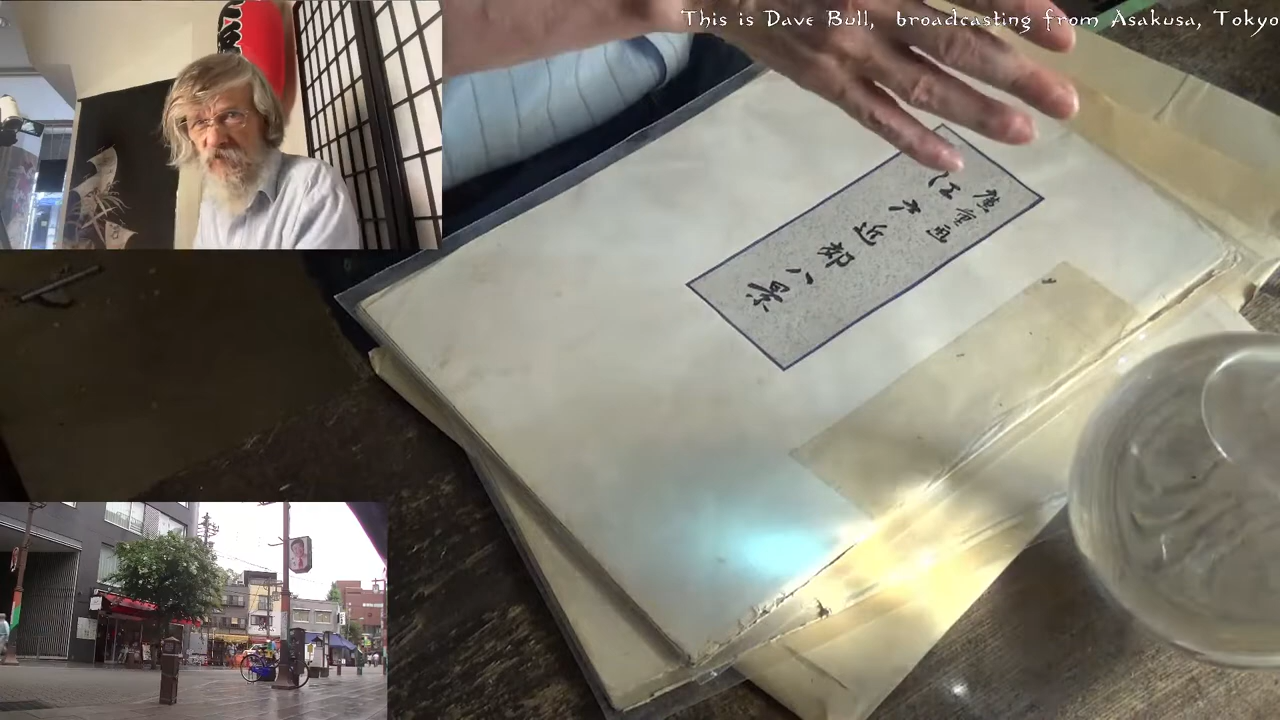 This is Dave Bull, broadcasting from Asakusa, Tokyo
廣重画
江戸近郊八景